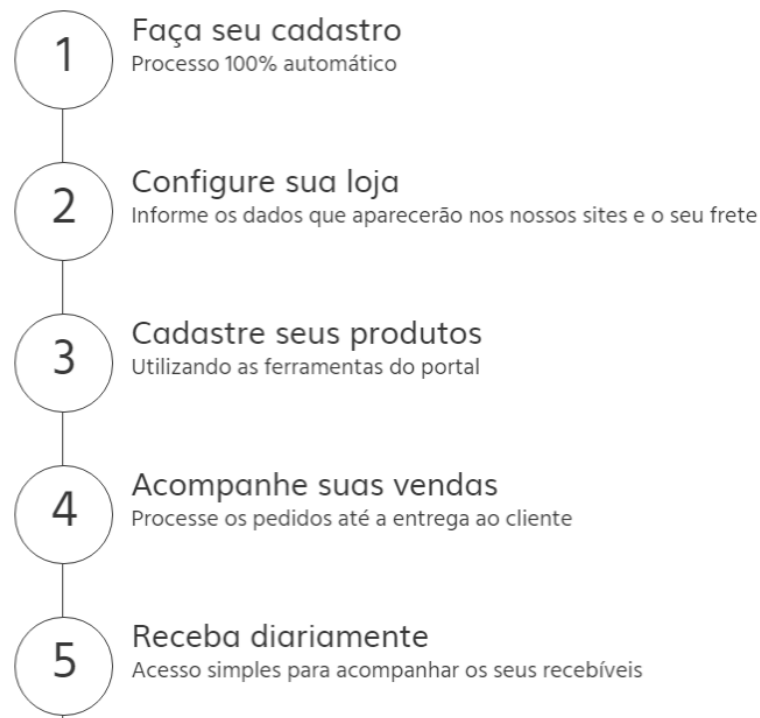 1
Faça seu cadastro
Processo 100% automático
2
Configure sua loja
Informe os dados que aparecerão nos nossos sites e o seu frete
3
Cadastre seus produtos
Utilizando as ferramentas do portal
4
Acompanhe suas vendas
Processe os pedidos até a entrega ao cliente
5
Receba diariamente
Acesso simples para acompanhar os seus recebíveis